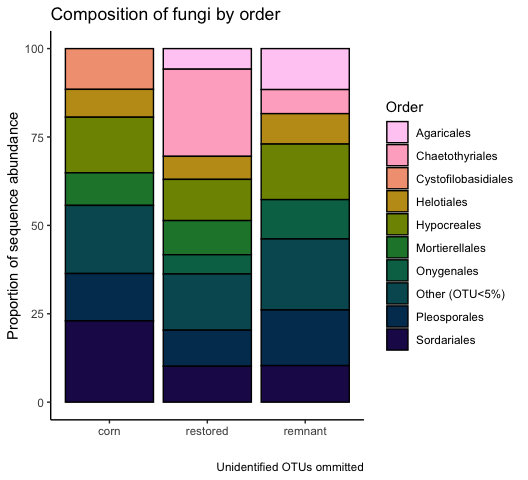 Composition of fungi by order
Proportion of sequence abundance
100
75
50
25
0
corn
restored
remnant
Unidentified OTUs ommitted
Order
Agaricales
Chaetothyriales
Cystofilobasidiales
Helotiales
Hypocreales
Mortierellales
Onygenales
Other (OTU<5%)
Pleosporales
Sordariales